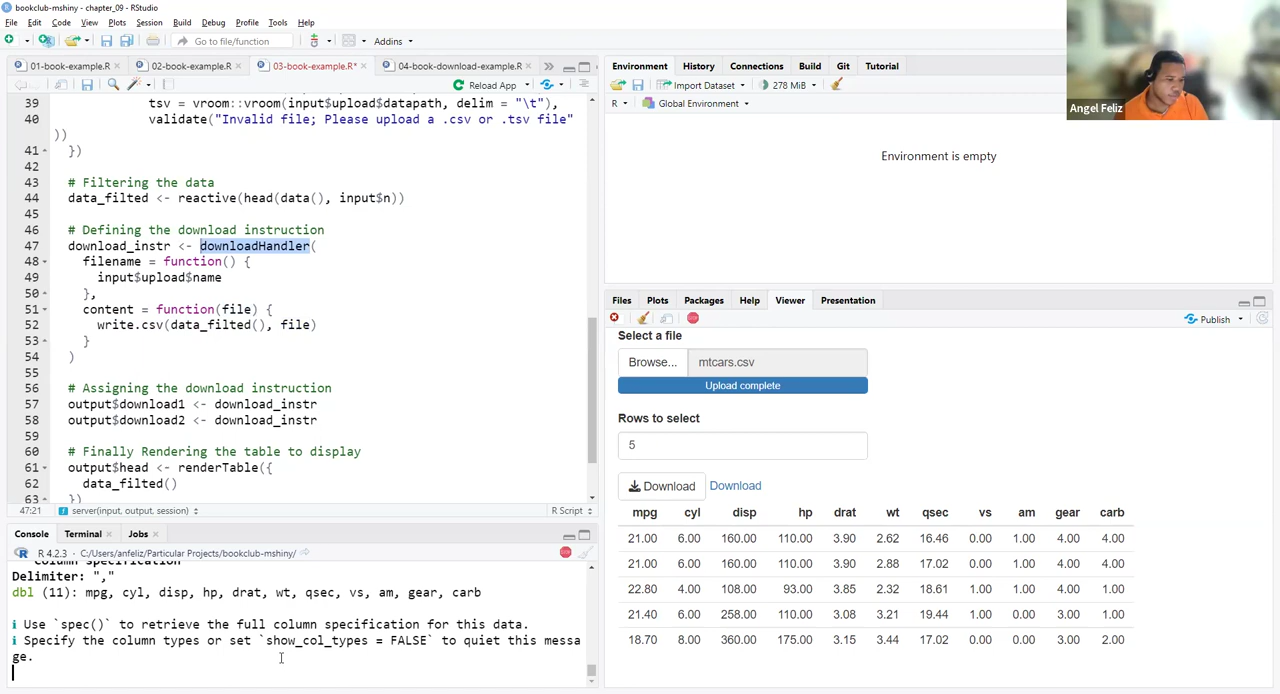 bookclub-mshiny - chapter_09 - RStudio
File Edit Code View Plots Session Build Debug Profile Tools Help
Go to file/function Addins
01-book-example.R 02-book-example.R 03-book-example.R* 04-book-download-example.R
Reload App
39 tsv = vroom::vroom(input$upload$datapath, delim = "\t"),
40 validate("Invalid file; Please upload a .csv or .tsv file"
))
41 })
42
43 # Filtering the data
44 data_filted <- reactive(head(data(), input$n))
45
46 # Defining the download instruction
47 download_instr <- downloadHandler(
48 filename = function() {
49 input$upload$name
50 },
51 content = function(file) {
52 write.csv(data_filted(), file)
53 }
54 )
55
56 # Assigning the download instruction
57 output$download1 <- download_instr
58 output$download2 <- download_instr
59
60 # Finally Rendering the table to display
61 output$head <- renderTable({
62 data_filted()
63 })
47:21 server(input, output, session) R Script
Console Terminal Jobs
R 4.2.3 · C:/Users/anfeliz/Particular Projects/bookclub-mshiny/
Column specification
Delimiter: ","
dbl (11): mpg, cyl, disp, hp, drat, wt, qsec, vs, am, gear, carb
i Use `spec()` to retrieve the full column specification for this data.
i Specify the column types or set `show_col_types = FALSE` to quiet this messa
ge.
Environment History Connections Build Git Tutorial
Import Dataset 278 MiB
R Global Environment
Environment is empty
Angel Feliz
Files Plots Packages Help Viewer Presentation
Publish
Select a file
Browse... mtcars.csv
Upload complete
Rows to select
5
Download Download
mpg cyl disp hp drat wt qsec vs am gear carb
21.00 6.00 160.00 110.00 3.90 2.62 16.46 0.00 1.00 4.00 4.00
21.00 6.00 160.00 110.00 3.90 2.88 17.02 0.00 1.00 4.00 4.00
22.80 4.00 108.00 93.00 3.85 2.32 18.61 1.00 1.00 4.00 1.00
21.40 6.00 258.00 110.00 3.08 3.21 19.44 1.00 0.00 3.00 1.00
18.70 8.00 360.00 175.00 3.15 3.44 17.02 0.00 0.00 3.00 2.00